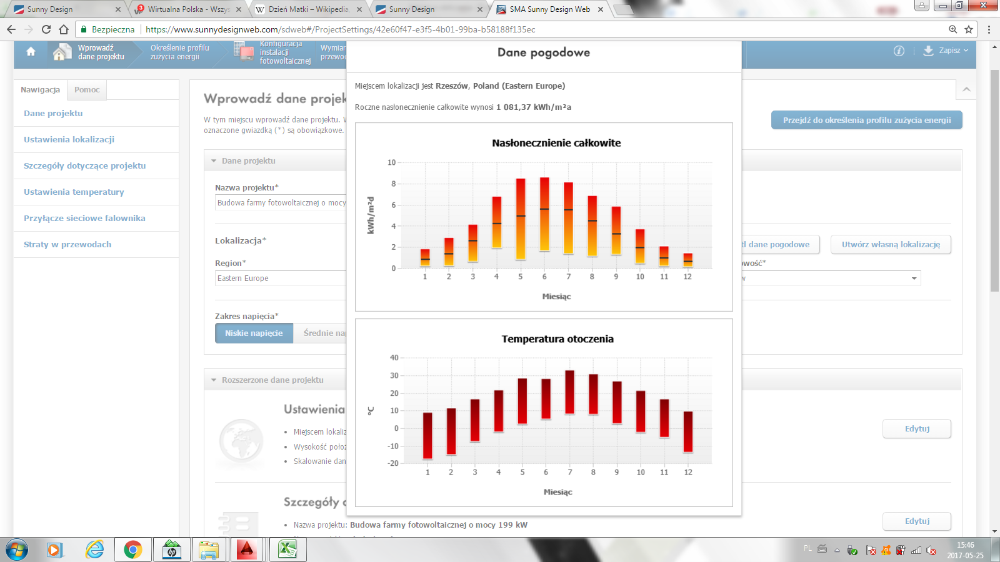 Sunny Design
Wirtualna Polska - Wszys
Dzień Matki – Wikipedia,
Sunny Design
SMA Sunny Design Web
Bezpieczna
https://www.sunnydesignweb.com/sdweb#/ProjectSettings/42e60f47-e3f5-4b01-99ba-b58188f135ec
Wprowadź
dane projektu
Określenie profilu
zużycia energii
Konfiguracja
instalacji
fotowoltaicznej
Wymiar
przewo
Zapisz
Nawigacja
Pomoc
Dane projektu
Ustawienia lokalizacji
Szczegóły dotyczące projektu
Ustawienia temperatury
Przyłącze sieciowe falownika
Straty w przewodach
Wprowadź dane projek
W tym miejscu wprowadź dane projektu. W
oznaczone gwiazdką (*) są obowiązkowe.
Przejdź do określenia profilu zużycia energii
Dane projektu
Nazwa projektu*
Budowa farmy fotowoltaicznej o mocy
Lokalizacja*
tl dane pogodowe
Utwórz własną lokalizację
Region*
owość*
Eastern Europe
w
Zakres napięcia*
Niskie napięcie
Średnie nap
Rozszerzone dane projektu
Ustawienia
Miejscem lokaliz
Wysokość położ
Skalowanie dan
Edytuj
Szczegóły d
Nazwa projektu: Budowa farmy fotowoltaicznej o mocy 199 kW
Edytuj
Dane pogodowe
Miejscem lokalizacji jest Rzeszów, Poland (Eastern Europe)
Roczne nasłonecznienie całkowite wynosi 1 081,37 kWh/m²a
Nasłonecznienie całkowite
kWh/m²d
10
8
6
4
2
0
1 2 3 4 5 6 7 8 9 10 11 12
Miesiąc
Temperatura otoczenia
°C
40
30
20
10
0
-10
-20
1 2 3 4 5 6 7 8 9 10 11 12
Miesiąc
PL
15:46
2017-05-25